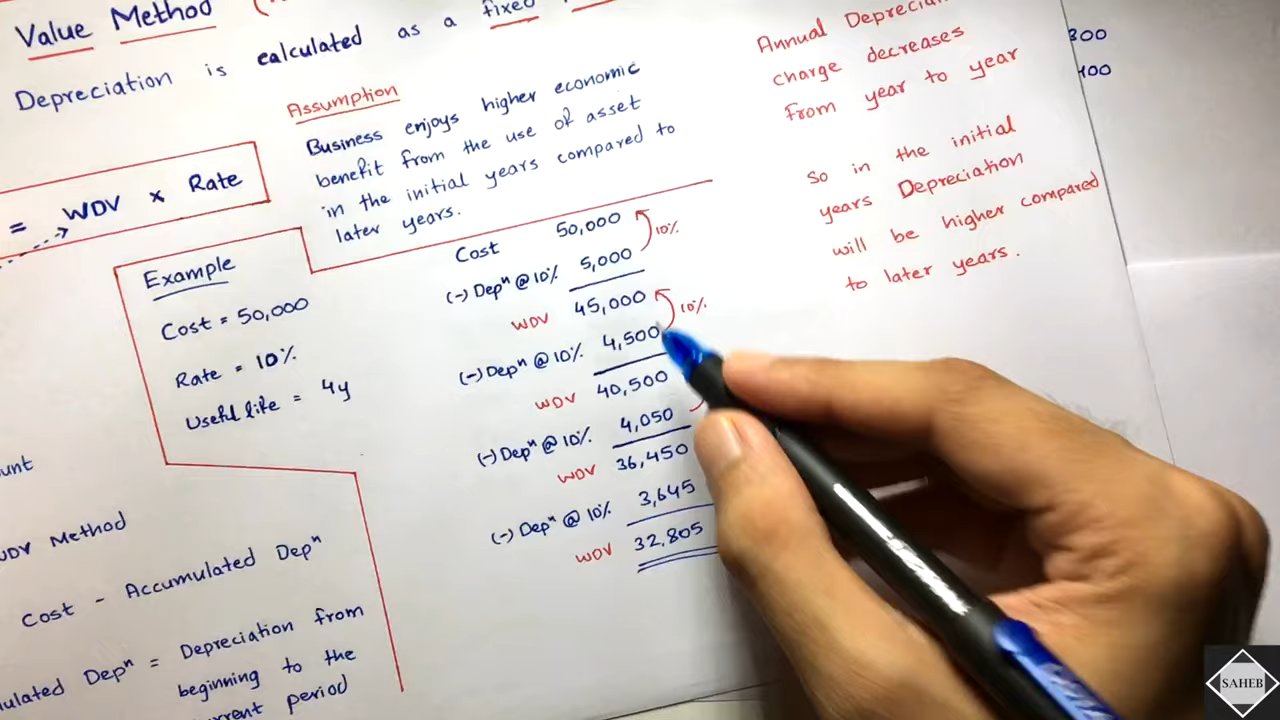 Value Method
Depreciation is calculated as a fixed
= WDV x Rate
Assumption
Business enjoys higher economic
benefit from the use of asset
in the initial years compared to
later years.
Annual
charge decreases
From year to year
So in the initial
years Depreciation
will be higher compared
to later years.
300
400
Example
Cost = 50,000
Rate = 10%
Useful like = 4y
Cost 50,000
10%
(-) Depⁿ @ 10% 5,000
WDV 45,000
10%
(-) Depⁿ @ 10% 4,500
WDV 40,500
(-) Depⁿ @ 10% 4,050
WDV 36,450
(-) Depⁿ @ 10% 3,645
WDV 32,805
WDV Method
Cost - Accumulated Depⁿ
Depⁿ = Depreciation from
beginning to the
period
SAHEB